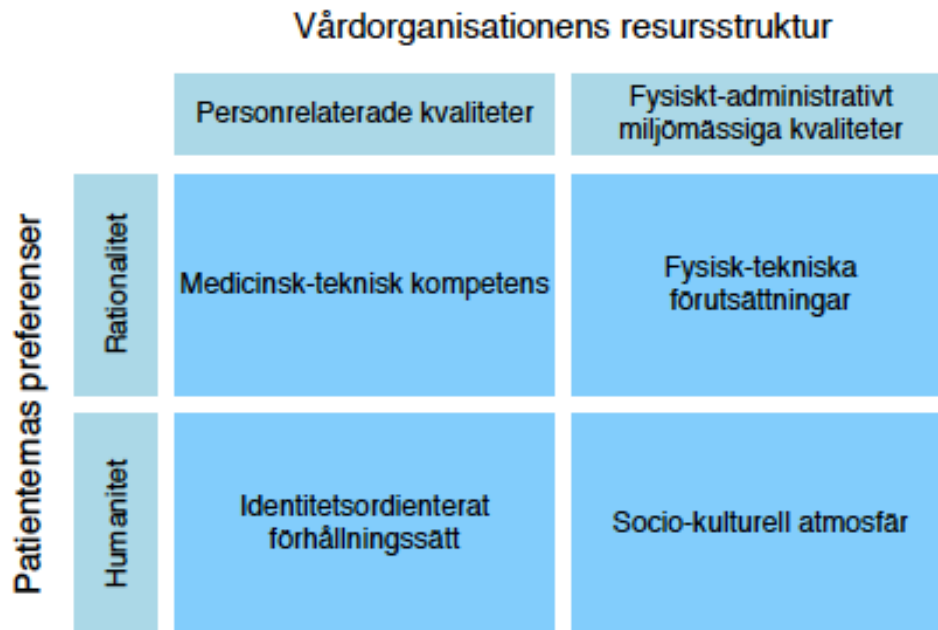 Vårdorganisationens resursstruktur
Personrelaterade kvaliteter
Fysiskt-administrativt
miljömässiga kvaliteter
Patienternas preferenser
Rationalitet
Medicinsk-teknisk kompetens
Fysisk-tekniska
förutsättningar
Humanitet
Identitetsordienterat
förhållningssätt
Socio-kulturell atmosfär